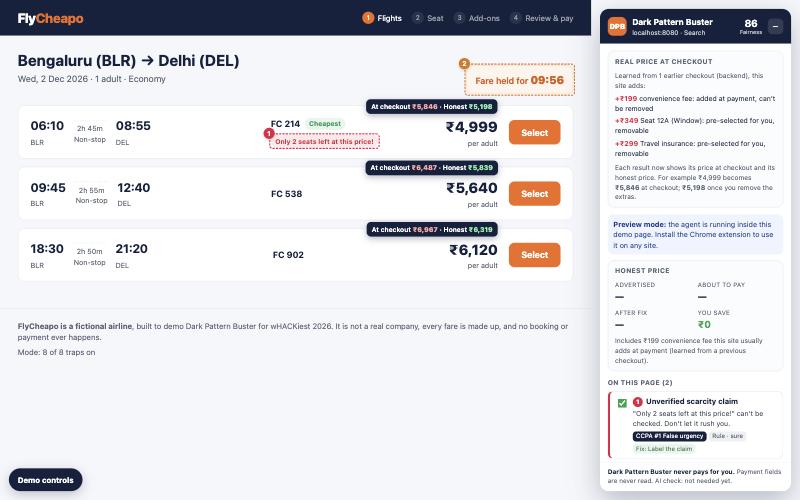 FlyCheapo
1 Flights
2 Seat
3 Add-ons
4 Review & pay
Bengaluru (BLR) → Delhi (DEL)
Wed, 2 Dec 2026 · 1 adult · Economy
2
Fare held for 09:56
At checkout ₹5,846 · Honest ₹5,198
06:10
BLR
2h 45m
Non-stop
08:55
DEL
FC 214 Cheapest
1
Only 2 seats left at this price!
₹4,999
per adult
Select
At checkout ₹6,487 · Honest ₹5,839
09:45
BLR
2h 55m
Non-stop
12:40
DEL
FC 538
₹5,640
per adult
Select
At checkout ₹6,967 · Honest ₹6,319
18:30
BLR
2h 50m
Non-stop
21:20
DEL
FC 902
₹6,120
per adult
Select
FlyCheapo is a fictional airline, built to demo Dark Pattern Buster for wHACKiest 2026. It is not a real company, every fare is made up, and no booking or
payment ever happens.
Mode: 8 of 8 traps on
Demo controls
DPB
Dark Pattern Buster
localhost:8080 · Search
86
Fairness
–
REAL PRICE AT CHECKOUT
Learned from 1 earlier checkout (backend), this
site adds:
+₹199 convenience fee: added at payment, can't
be removed
+₹349 Seat 12A (Window): pre-selected for you,
removable
+₹299 Travel insurance: pre-selected for you,
removable
Each result now shows its price at checkout and its
honest price. For example ₹4,999 becomes
₹5,846 at checkout; ₹5,198 once you remove the
extras.
Preview mode: the agent is running inside this
demo page. Install the Chrome extension to use
it on any site.
HONEST PRICE
ADVERTISED
—
ABOUT TO PAY
—
AFTER FIX
—
YOU SAVE
₹0
Includes ₹199 convenience fee this site usually
adds at payment (learned from a previous
checkout).
ON THIS PAGE (2)
1 Unverified scarcity claim
"Only 2 seats left at this price!" can't be
checked. Don't let it rush you.
CCPA #1 False urgency
Rule · sure
Fix: Label the claim
Dark Pattern Buster never pays for you. Payment fields
are never read. AI check: not needed yet.